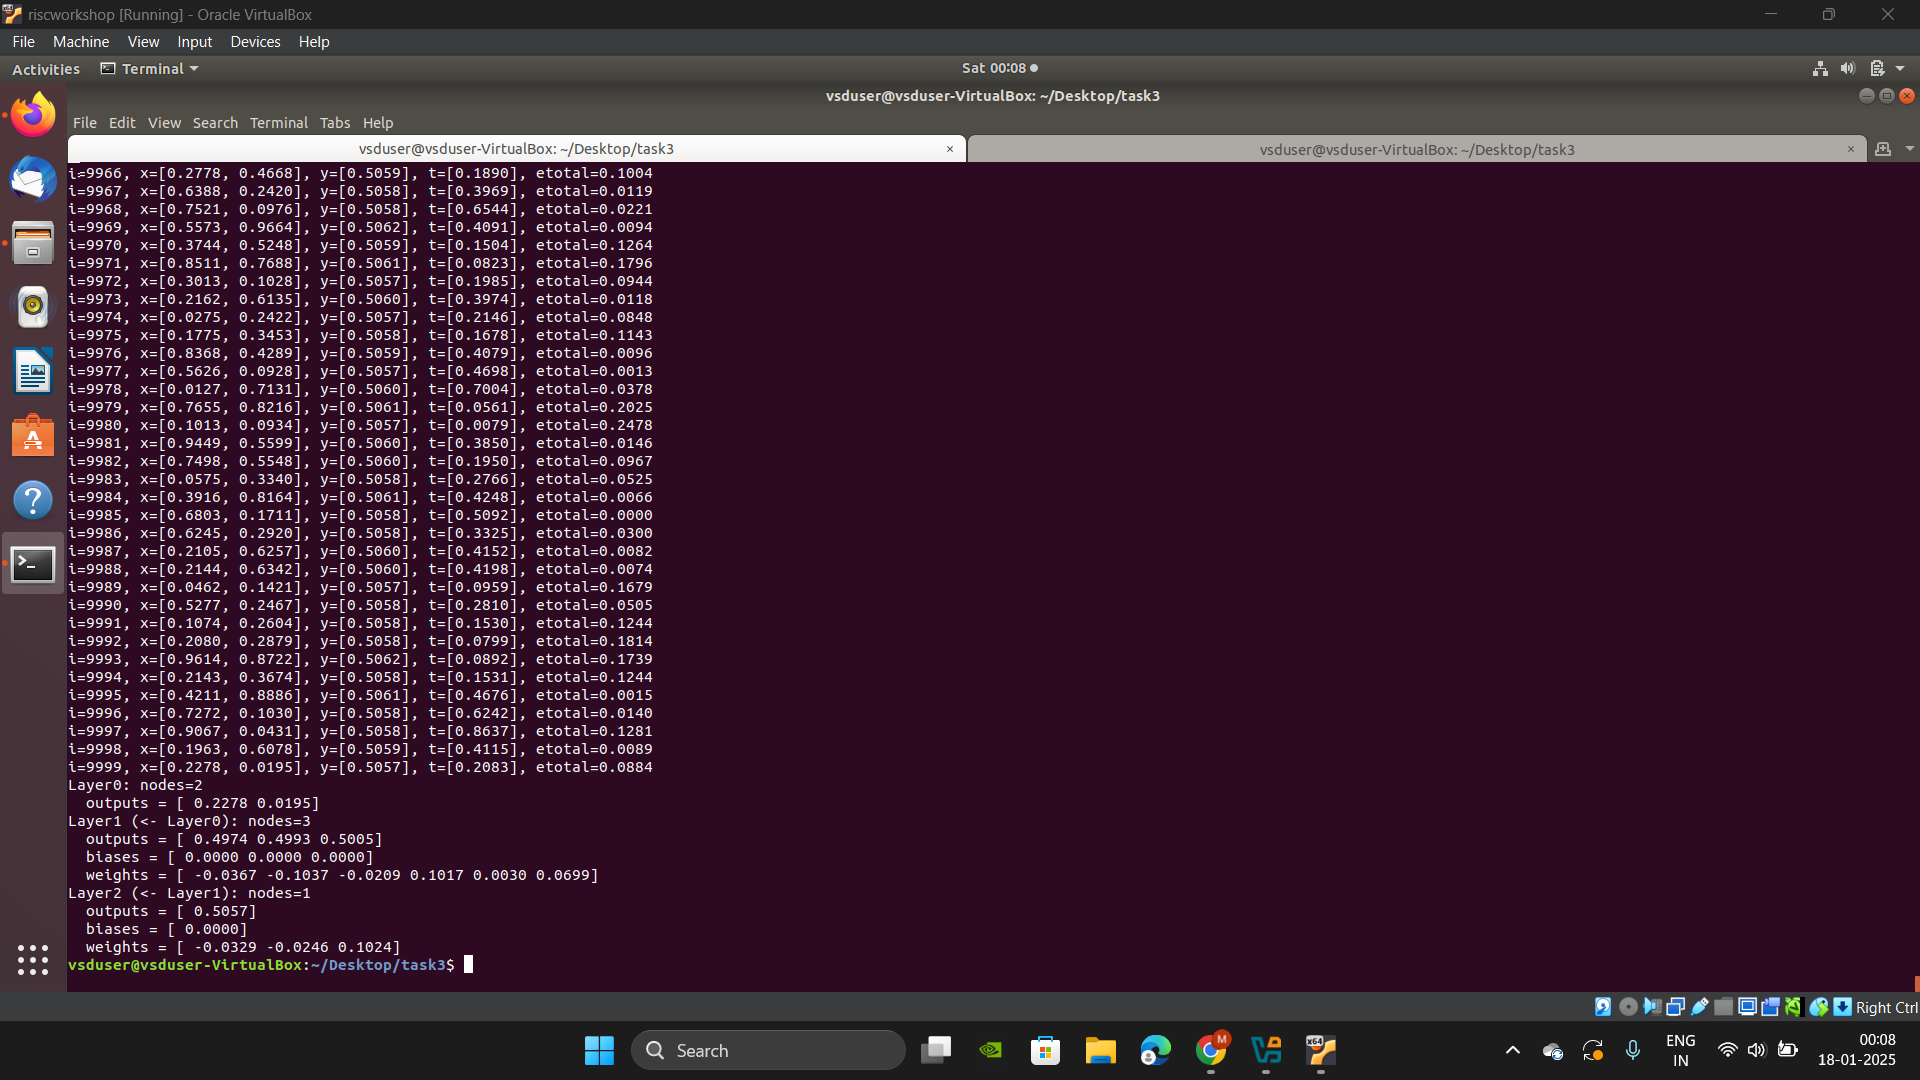 riscworkshop [Running] - Oracle VirtualBox
File Machine View Input Devices Help
Activities Terminal Sat 00:08
vsduser@vsduser-VirtualBox: ~/Desktop/task3
File Edit View Search Terminal Tabs Help
vsduser@vsduser-VirtualBox: ~/Desktop/task3 × vsduser@vsduser-VirtualBox: ~/Desktop/task3 ×
i=9966, x=[0.2778, 0.4668], y=[0.5059], t=[0.1890], etotal=0.1004
i=9967, x=[0.6388, 0.2420], y=[0.5058], t=[0.3969], etotal=0.0119
i=9968, x=[0.7521, 0.0976], y=[0.5058], t=[0.6544], etotal=0.0221
i=9969, x=[0.5573, 0.9664], y=[0.5062], t=[0.4091], etotal=0.0094
i=9970, x=[0.3744, 0.5248], y=[0.5059], t=[0.1504], etotal=0.1264
i=9971, x=[0.8511, 0.7688], y=[0.5061], t=[0.0823], etotal=0.1796
i=9972, x=[0.3013, 0.1028], y=[0.5057], t=[0.1985], etotal=0.0944
i=9973, x=[0.2162, 0.6135], y=[0.5060], t=[0.3974], etotal=0.0118
i=9974, x=[0.0275, 0.2422], y=[0.5057], t=[0.2146], etotal=0.0848
i=9975, x=[0.1775, 0.3453], y=[0.5058], t=[0.1678], etotal=0.1143
i=9976, x=[0.8368, 0.4289], y=[0.5059], t=[0.4079], etotal=0.0096
i=9977, x=[0.5626, 0.0928], y=[0.5057], t=[0.4698], etotal=0.0013
i=9978, x=[0.0127, 0.7131], y=[0.5060], t=[0.7004], etotal=0.0378
i=9979, x=[0.7655, 0.8216], y=[0.5061], t=[0.0561], etotal=0.2025
i=9980, x=[0.1013, 0.0934], y=[0.5057], t=[0.0079], etotal=0.2478
i=9981, x=[0.9449, 0.5599], y=[0.5060], t=[0.3850], etotal=0.0146
i=9982, x=[0.7498, 0.5548], y=[0.5060], t=[0.1950], etotal=0.0967
i=9983, x=[0.0575, 0.3340], y=[0.5058], t=[0.2766], etotal=0.0525
i=9984, x=[0.3916, 0.8164], y=[0.5061], t=[0.4248], etotal=0.0066
i=9985, x=[0.6803, 0.1711], y=[0.5058], t=[0.5092], etotal=0.0000
i=9986, x=[0.6245, 0.2920], y=[0.5058], t=[0.3325], etotal=0.0300
i=9987, x=[0.2105, 0.6257], y=[0.5060], t=[0.4152], etotal=0.0082
i=9988, x=[0.2144, 0.6342], y=[0.5060], t=[0.4198], etotal=0.0074
i=9989, x=[0.0462, 0.1421], y=[0.5057], t=[0.0959], etotal=0.1679
i=9990, x=[0.5277, 0.2467], y=[0.5058], t=[0.2810], etotal=0.0505
i=9991, x=[0.1074, 0.2604], y=[0.5058], t=[0.1530], etotal=0.1244
i=9992, x=[0.2080, 0.2879], y=[0.5058], t=[0.0799], etotal=0.1814
i=9993, x=[0.9614, 0.8722], y=[0.5062], t=[0.0892], etotal=0.1739
i=9994, x=[0.2143, 0.3674], y=[0.5058], t=[0.1531], etotal=0.1244
i=9995, x=[0.4211, 0.8886], y=[0.5061], t=[0.4676], etotal=0.0015
i=9996, x=[0.7272, 0.1030], y=[0.5058], t=[0.6242], etotal=0.0140
i=9997, x=[0.9067, 0.0431], y=[0.5058], t=[0.8637], etotal=0.1281
i=9998, x=[0.1963, 0.6078], y=[0.5059], t=[0.4115], etotal=0.0089
i=9999, x=[0.2278, 0.0195], y=[0.5057], t=[0.2083], etotal=0.0884
Layer0: nodes=2
outputs = [ 0.2278 0.0195]
Layer1 (<- Layer0): nodes=3
outputs = [ 0.4974 0.4993 0.5005]
biases = [ 0.0000 0.0000 0.0000]
weights = [ -0.0367 -0.1037 -0.0209 0.1017 0.0030 0.0699]
Layer2 (<- Layer1): nodes=1
outputs = [ 0.5057]
biases = [ 0.0000]
weights = [ -0.0329 -0.0246 0.1024]
vsduser@vsduser-VirtualBox:~/Desktop/task3$
Right Ctrl
Search
ENG
IN
00:08
18-01-2025